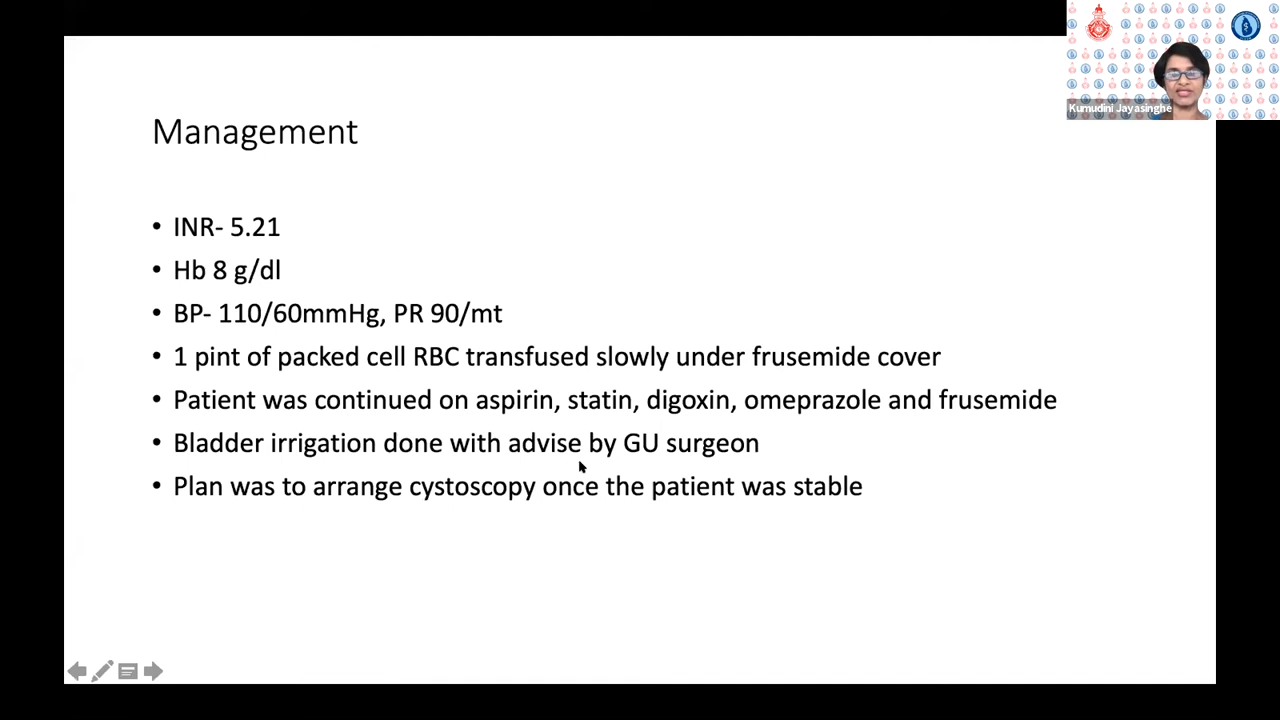 Kumudini Jayasinghe
Management
• INR- 5.21
• Hb 8 g/dl
• BP- 110/60mmHg, PR 90/mt
• 1 pint of packed cell RBC transfused slowly under frusemide cover
• Patient was continued on aspirin, statin, digoxin, omeprazole and frusemide
• Bladder irrigation done with advise by GU surgeon
• Plan was to arrange cystoscopy once the patient was stable